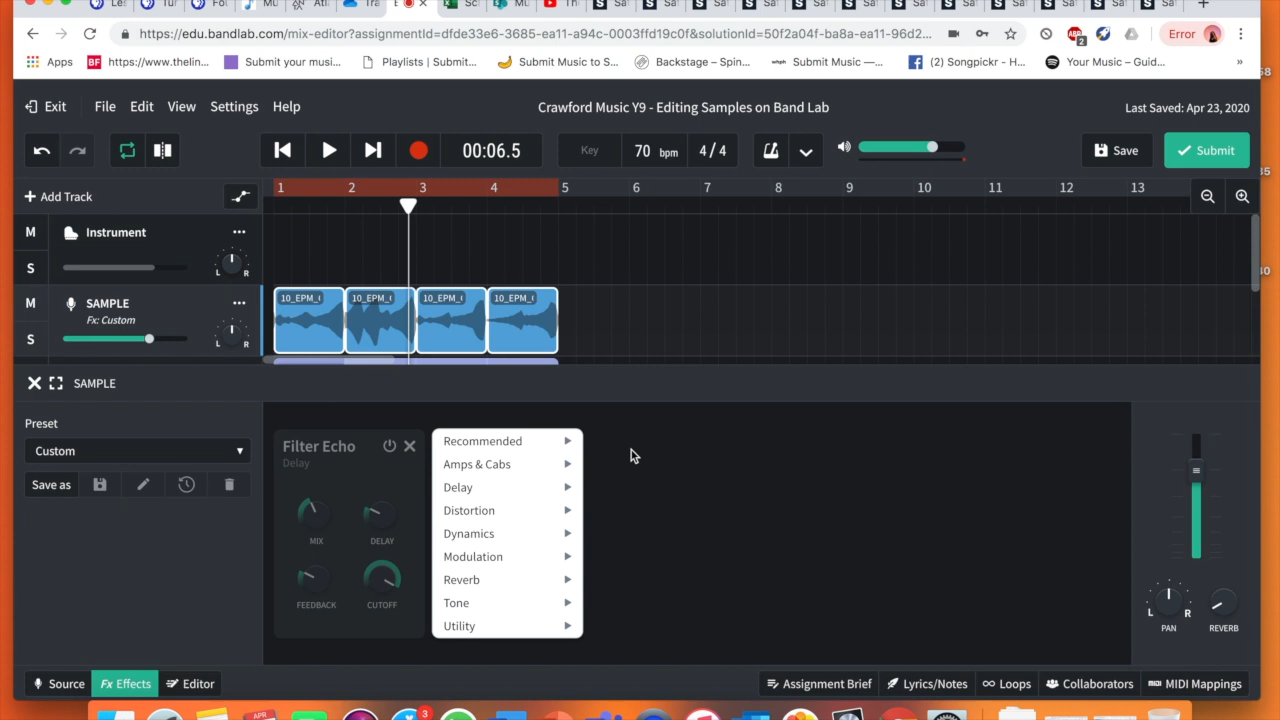 Error
https://edu.bandlab.com/mix-editor?assignmentId=dfde33e6-3685-ea11-a94c-0003ffd19c0f&solutionId=50f2a04f-ba8a-ea11-96d2...
2
Apps
BF https://www.thelin...
Submit your musi...
Playlists | Submit...
Submit Music to S...
Backstage – Spin...
whph Submit Music —...
(2) Songpickr - H...
Your Music – Guid...
»
Exit File Edit View Settings Help
Crawford Music Y9 - Editing Samples on Band Lab
Last Saved: Apr 23, 2020
00:06.5
Key 70 bpm 4 / 4
Save Submit
Add Track
1 2 3 4 5 6 7 8 9 10 11 12 13
M Instrument
S L R
M SAMPLE
Fx: Custom
S L R
10_EPM_ 10_EPM_ 10_EPM_ 10_EPM_
SAMPLE
Preset
Custom
Save as
Filter Echo
Delay
MIX DELAY
FEEDBACK CUTOFF
Recommended
Amps & Cabs
Delay
Distortion
Dynamics
Modulation
Reverb
Tone
Utility
L R
PAN REVERB
Source Fx Effects Editor
Assignment Brief Lyrics/Notes Loops Collaborators MIDI Mappings
APR 3